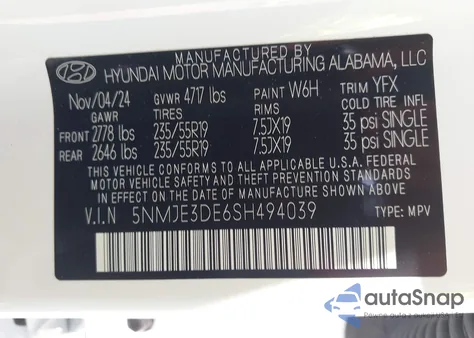 MANUFACTURED BY
HYUNDAI MOTOR MANUFACTURING ALABAMA, LLC
Nov/04/24 GVWR 4717 lbs PAINT W6H TRIM YFX
GAWR TIRES RIMS COLD TIRE INFL
FRONT 2778 lbs 235/55R19 7.5JX19 35 psi SINGLE
REAR 2646 lbs 235/55R19 7.5JX19 35 psi SINGLE
THIS VEHICLE CONFORMS TO ALL APPLICABLE U.S.A. FEDERAL
MOTOR VEHICLE SAFETY AND THEFT PREVENTION STANDARDS IN
EFFECT ON THE DATE OF MANUFACTURE SHOWN ABOVE.
V.I.N 5NMJE3DE6SH494039 TYPE: MPV
autoSnap